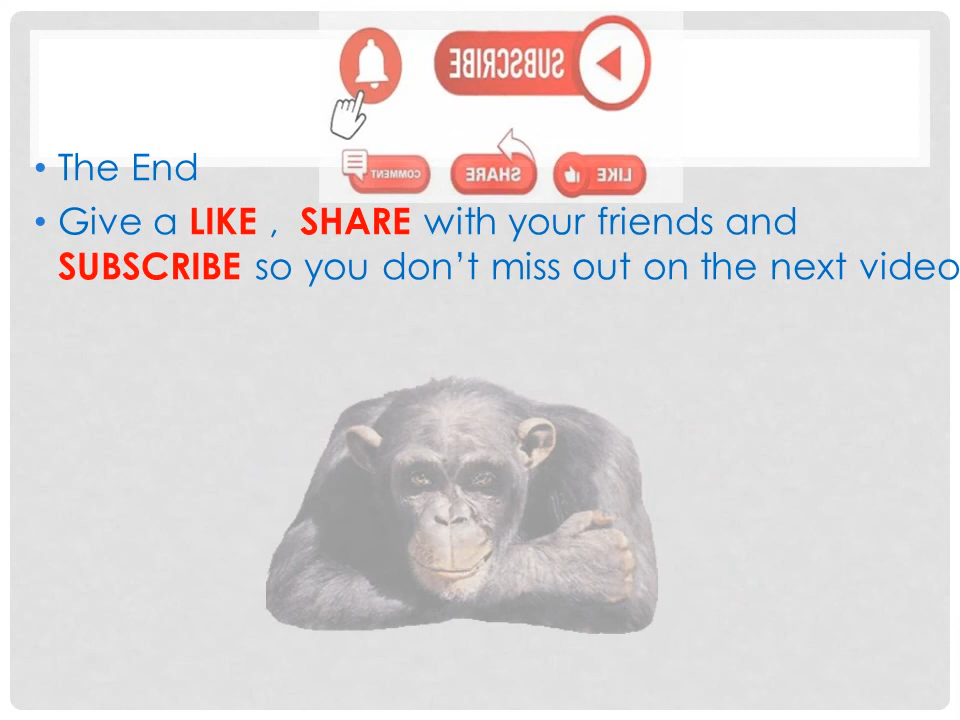 SUBSCRIBE
COMMENT SHARE LIKE
• The End
• Give a LIKE , SHARE with your friends and
SUBSCRIBE so you don’t miss out on the next video